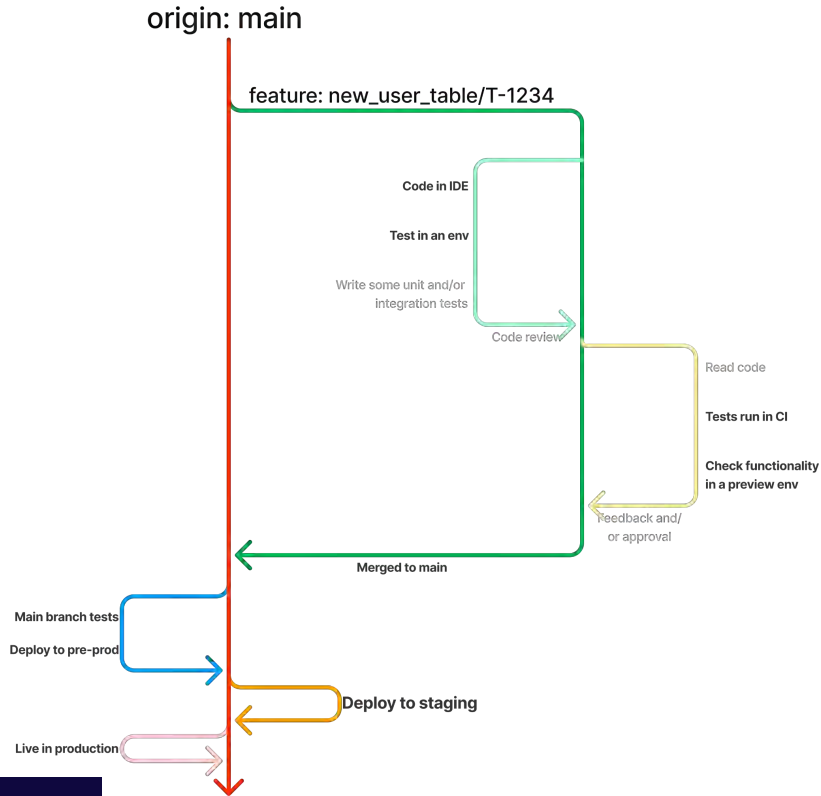 origin: main
feature: new_user_table/T-1234
Code in IDE
Test in an env
Write some unit and/or
integration tests
Code review
Read code
Tests run in CI
Check functionality
in a preview env
Feedback and/
or approval
Merged to main
Main branch tests
Deploy to pre-prod
Deploy to staging
Live in production